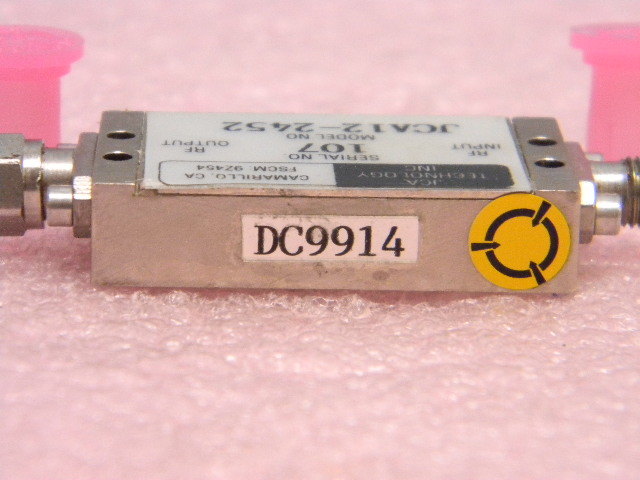 JCA
TECHNOLOGY
INC
CAMARILLO, CA
FSCM 92454
SERIAL NO
107
MODEL NO
JCA12-2452
RF
INPUT
RF
OUTPUT
DC9914